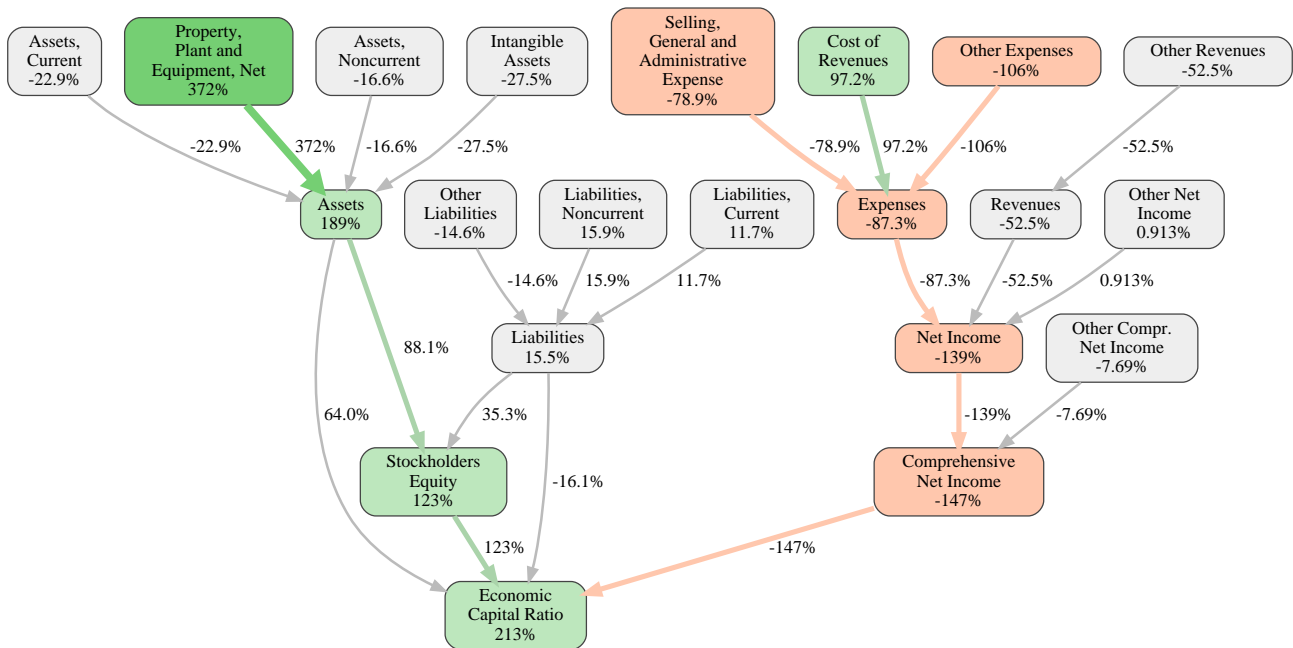 Assets,
Current
-22.9%
Property,
Plant and
Equipment, Net
372%
Assets,
Noncurrent
-16.6%
Intangible
Assets
-27.5%
Selling,
General and
Administrative
Expense
-78.9%
Cost of
Revenues
97.2%
Other Expenses
-106%
Other Revenues
-52.5%
-22.9%
372%
-16.6%
-27.5%
-78.9%
97.2%
-106%
-52.5%
Assets
189%
Other
Liabilities
-14.6%
Liabilities,
Noncurrent
15.9%
Liabilities,
Current
11.7%
Expenses
-87.3%
Revenues
-52.5%
Other Net
Income
0.913%
-14.6%
15.9%
11.7%
-87.3%
-52.5%
0.913%
Liabilities
15.5%
Net Income
-139%
Other Compr.
Net Income
-7.69%
88.1%
64.0%
35.3%
-139%
-7.69%
Stockholders
Equity
123%
-16.1%
Comprehensive
Net Income
-147%
123%
-147%
Economic
Capital Ratio
213%